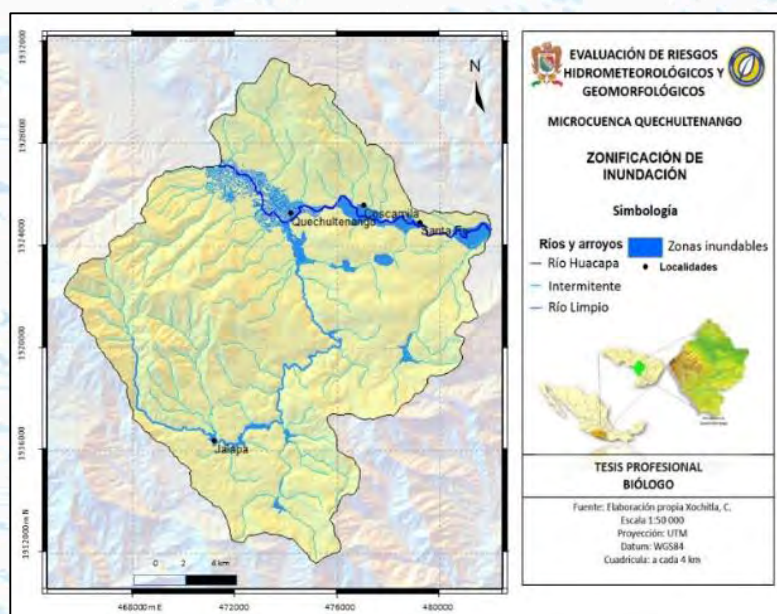 1932000
1928000
1924000
1920000
1916000
1912000 m N
N
Quechultenango
Coscamila
Santa Fe
Jalapa
0 2 4 km
468000 m E 472000 476000 480000
EVALUACIÓN DE RIESGOS
HIDROMETEOROLÓGICOS Y
GEOMORFOLÓGICOS
MICROCUENCA QUECHULTENANGO
ZONIFICACIÓN DE
INUNDACIÓN
Simbología
Ríos y arroyos
Zonas inundables
Río Huacapa
Localidades
Intermitente
Río Limpio
TESIS PROFESIONAL
BIÓLOGO
Fuente: Elaboración propia Xochitla, C.
Escala 1:50 000
Proyección: UTM
Datum: WGS84
Cuadrícula: a cada 4 km